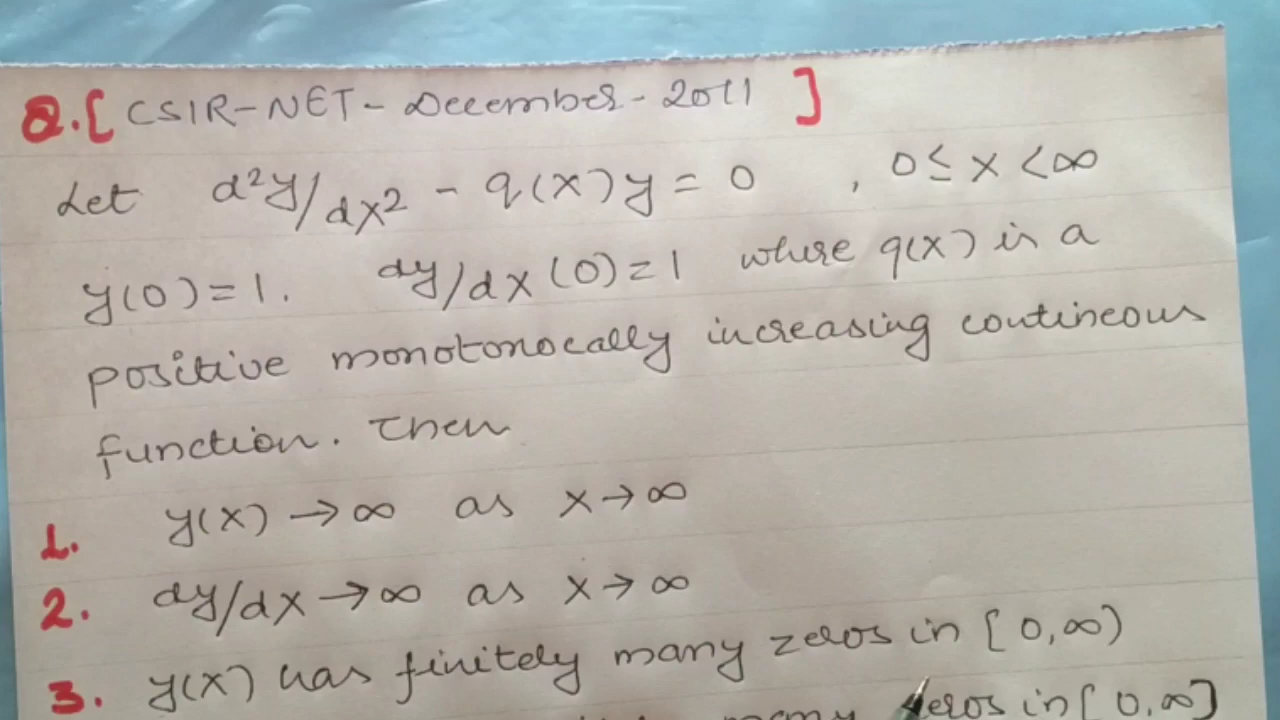 Q. [ CSIR-NET - December - 2011 ]
Let d²y/dx² - q(x)y = 0 , 0 ≤ x < ∞
y(0) = 1. dy/dx (0) = 1 where q(x) is a
positive monotonocally increasing contineous
function. Then
1. y(x) → ∞ as x → ∞
2. dy/dx → ∞ as x → ∞
3. y(x) has finitely many zeros in [0, ∞)
many zeros in [0, ∞]